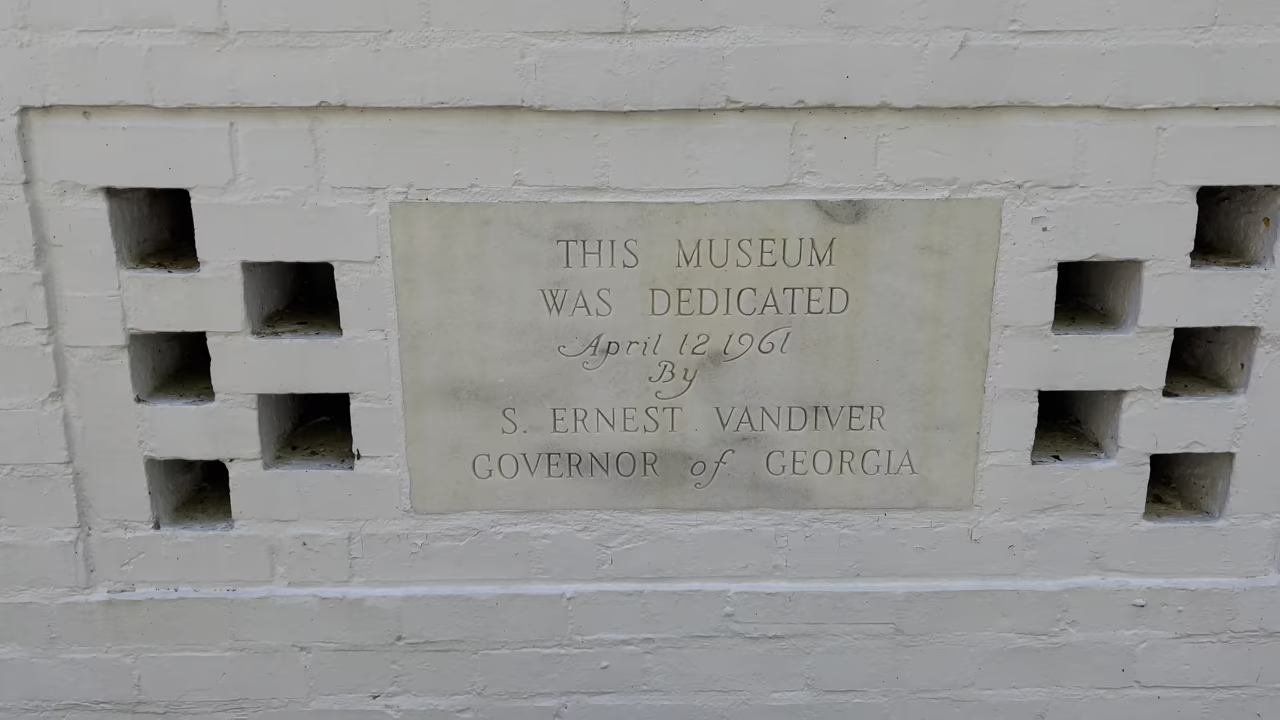 THIS MUSEUM
WAS DEDICATED
April 12 1961
By
S. ERNEST VANDIVER
GOVERNOR of GEORGIA